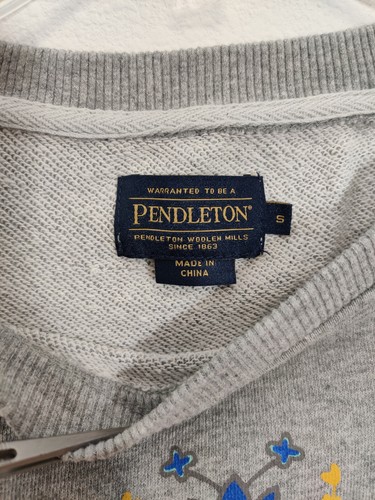 WARRANTED TO BE A
PENDLETON®
PENDLETON WOOLEN MILLS
SINCE 1863
S
MADE IN
CHINA